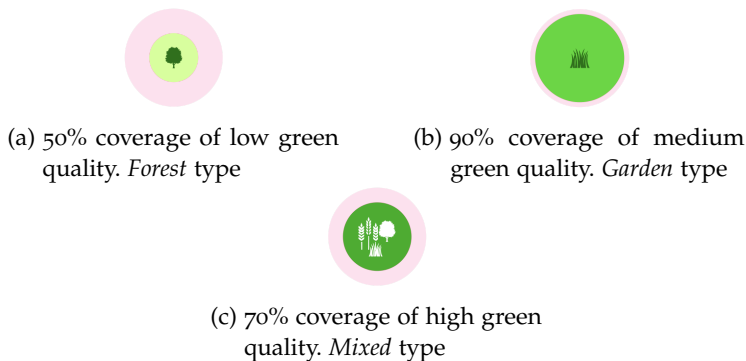 (a) 50% coverage of low green
quality. Forest type
(b) 90% coverage of medium
green quality. Garden type
(c) 70% coverage of high green
quality. Mixed type